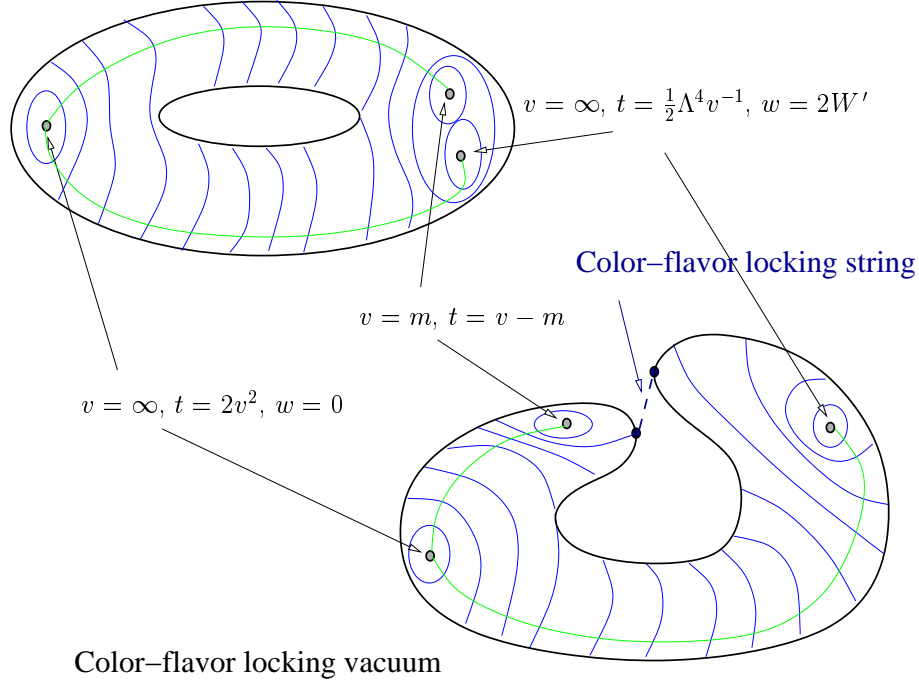 v = ∞, t = ½Λ⁴v⁻¹, w = 2W′
Color–flavor locking string
v = m, t = v − m
v = ∞, t = 2v², w = 0
Color–flavor locking vacuum